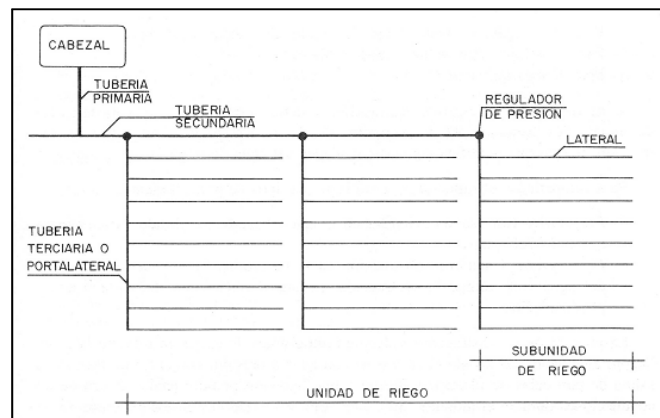 CABEZAL
TUBERIA
PRIMARIA
TUBERIA
SECUNDARIA
REGULADOR
DE PRESION
LATERAL
TUBERIA
TERCIARIA O
PORTALATERAL
SUBUNIDAD
DE RIEGO
UNIDAD DE RIEGO